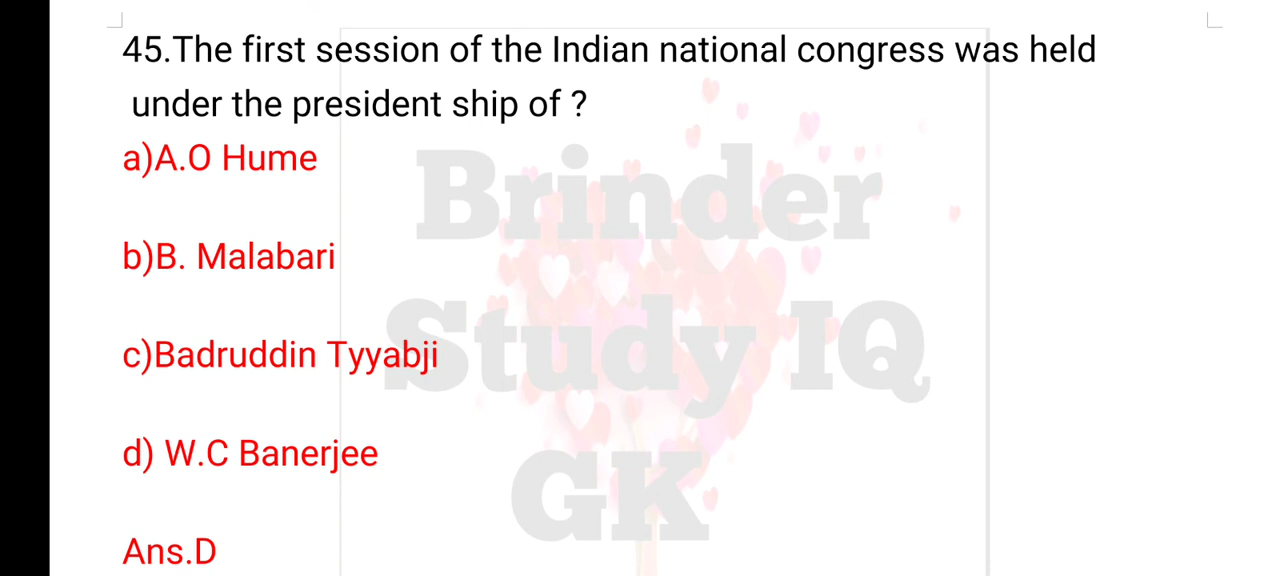 45.The first session of the Indian national congress was held
under the president ship of ?
a)A.O Hume
b)B. Malabari
c)Badruddin Tyyabji
d) W.C Banerjee
Ans.D
Brinder
Study IQ
GK